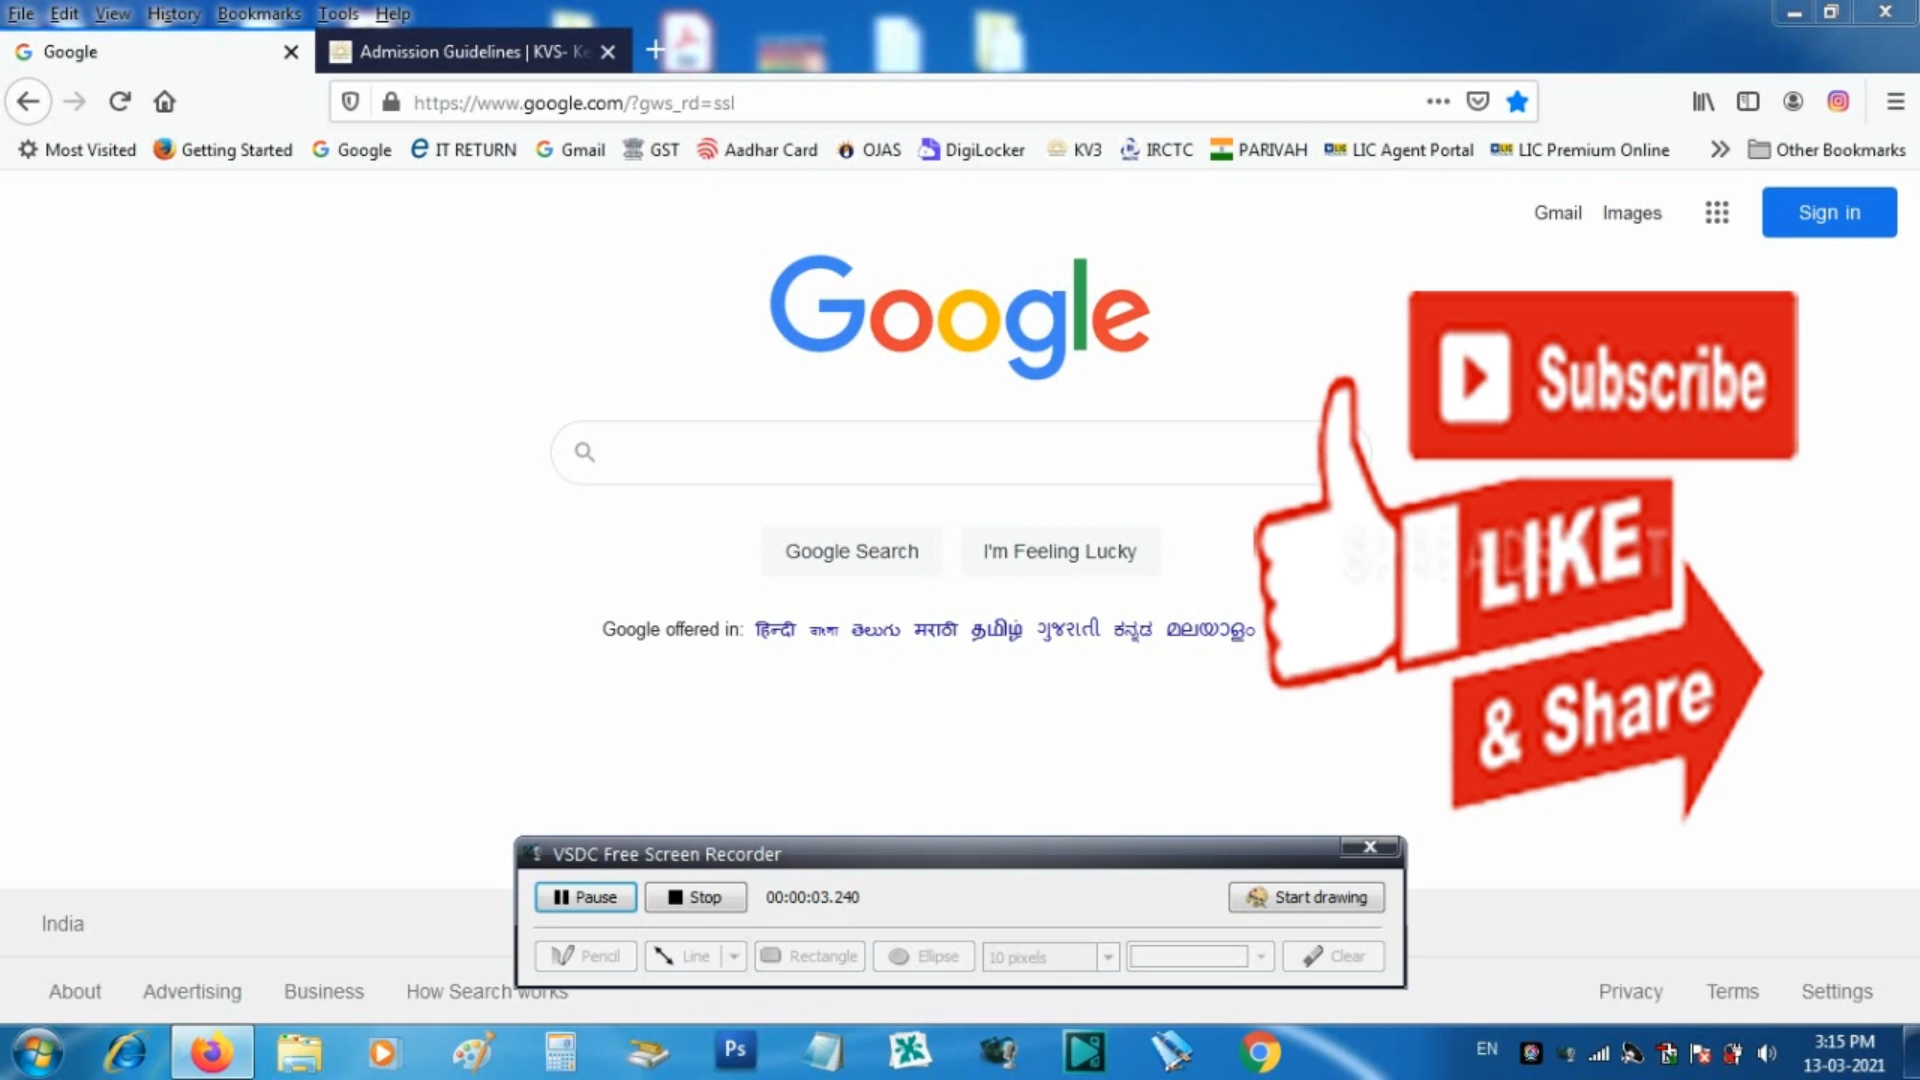 File Edit View History Bookmarks Tools Help
Google
Admission Guidelines | KVS- Ke
https://www.google.com/?gws_rd=ssl
Most Visited Getting Started Google IT RETURN Gmail GST Aadhar Card OJAS DigiLocker KV3 IRCTC PARIVAH LIC Agent Portal LIC Premium Online Other Bookmarks
Gmail Images Sign in
Google
Subscribe
LIKE
& Share
Google Search I'm Feeling Lucky
Google offered in: हिन्दी বাংলা తెలుగు मराठी தமிழ் ગુજરાતી ಕನ್ನಡ മലയാളം
VSDC Free Screen Recorder
Pause Stop 00:00:03.240 Start drawing
Pencil Line Rectangle Ellipse 10 pixels Clear
India
About Advertising Business How Search works Privacy Terms Settings
Ps
EN
3:15 PM
13-03-2021